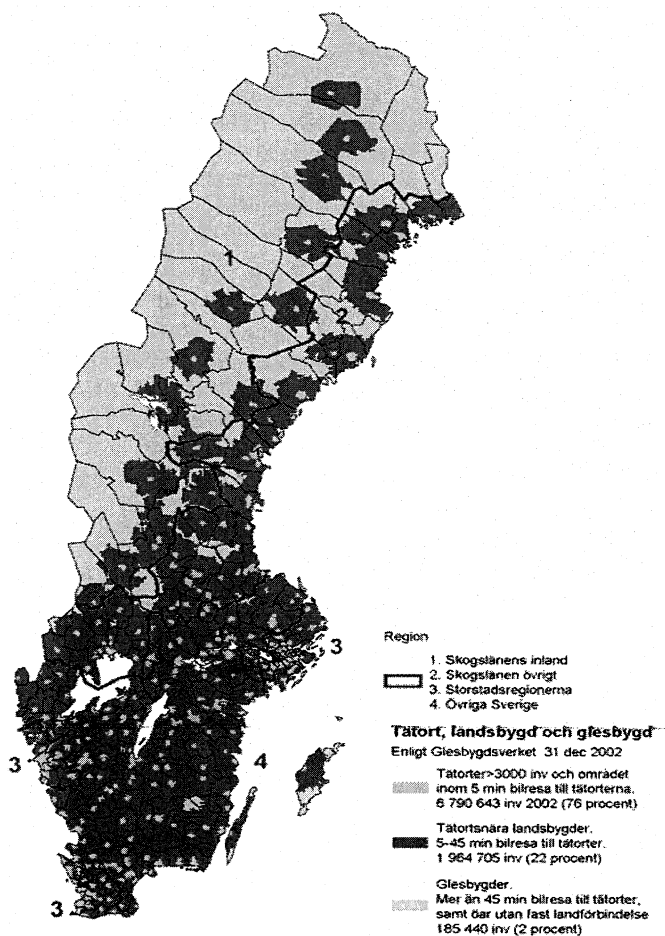 1
2
3
3
4
3
Region
1. Skogslänens inland
2. Skogslänen övrigt
3. Storstadsregionerna
4. Övriga Sverige
Tätort, landsbygd och glesbygd
Enligt Glesbygdsverket 31 dec 2002
Tätorter>3000 inv och området
inom 5 min bilresa till tätorterna.
6 790 643 inv 2002 (76 procent)
Tätortsnära landsbygder.
5-45 min bilresa till tätorter.
1 964 705 inv (22 procent)
Glesbygder.
Mer än 45 min bilresa till tätorter,
samt öar utan fast landförbindelse
185 440 inv (2 procent)